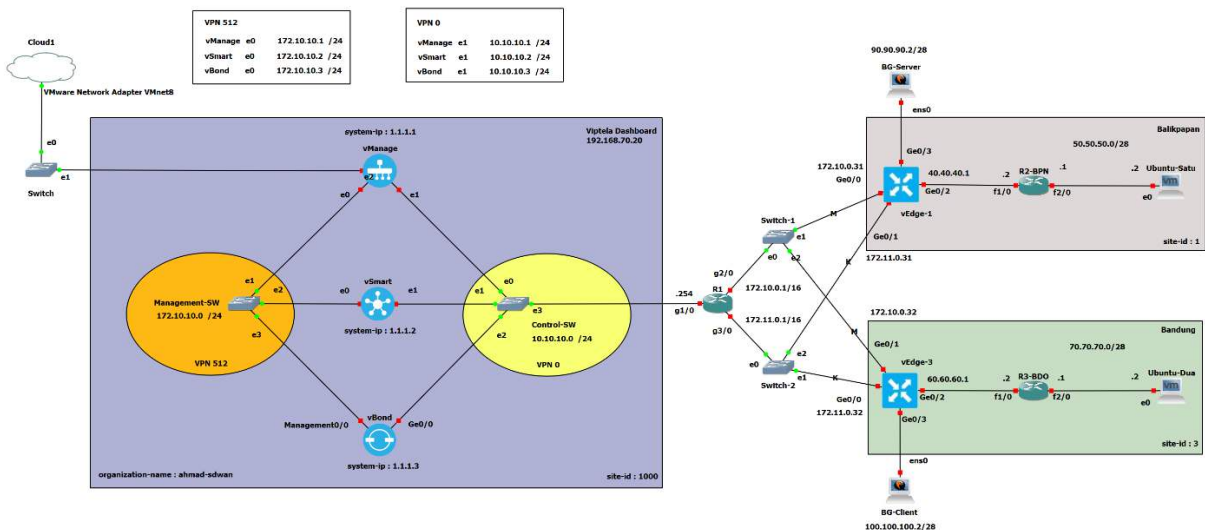 VPN 512
vManage e0 172.10.10.1 /24
vSmart e0 172.10.10.2 /24
vBond e0 172.10.10.3 /24
VPN 0
vManage e1 10.10.10.1 /24
vSmart e1 10.10.10.2 /24
vBond e1 10.10.10.3 /24
Cloud1
VMware Network Adapter VMnet8
e0
e1
Switch
Viptela Dashboard
192.168.70.20
system-ip : 1.1.1.1
vManage
e2
e0
e1
Management-SW
172.10.10.0 /24
e1
e2
e3
VPN 512
vSmart
e0
e1
system-ip : 1.1.1.2
e0
e1
e3
e2
Control-SW
10.10.10.0 /24
VPN 0
vBond
Management0/0
Ge0/0
system-ip : 1.1.1.3
organization-name : ahmad-sdwan
site-id : 1000
.254
g1/0
R1
g2/0
172.10.0.1/16
172.11.0.1/16
g3/0
Switch-1
e1
e0
e2
M
K
M
K
e2
e0
e1
Switch-2
90.90.90.2/28
BG-Server
ens0
Balikpapan
Ge0/3
50.50.50.0/28
172.10.0.31
Ge0/0
40.40.40.1
Ge0/2
.2
f1/0
R2-BPN
.1
f2/0
.2
Ubuntu-Satu
e0
vEdge-1
Ge0/1
172.11.0.31
site-id : 1
172.10.0.32
Bandung
Ge0/1
vEdge-3
70.70.70.0/28
60.60.60.1
Ge0/2
.2
f1/0
R3-BDO
.1
f2/0
.2
Ubuntu-Dua
e0
Ge0/0
172.11.0.32
Ge0/3
site-id : 3
ens0
BG-Client
100.100.100.2/28